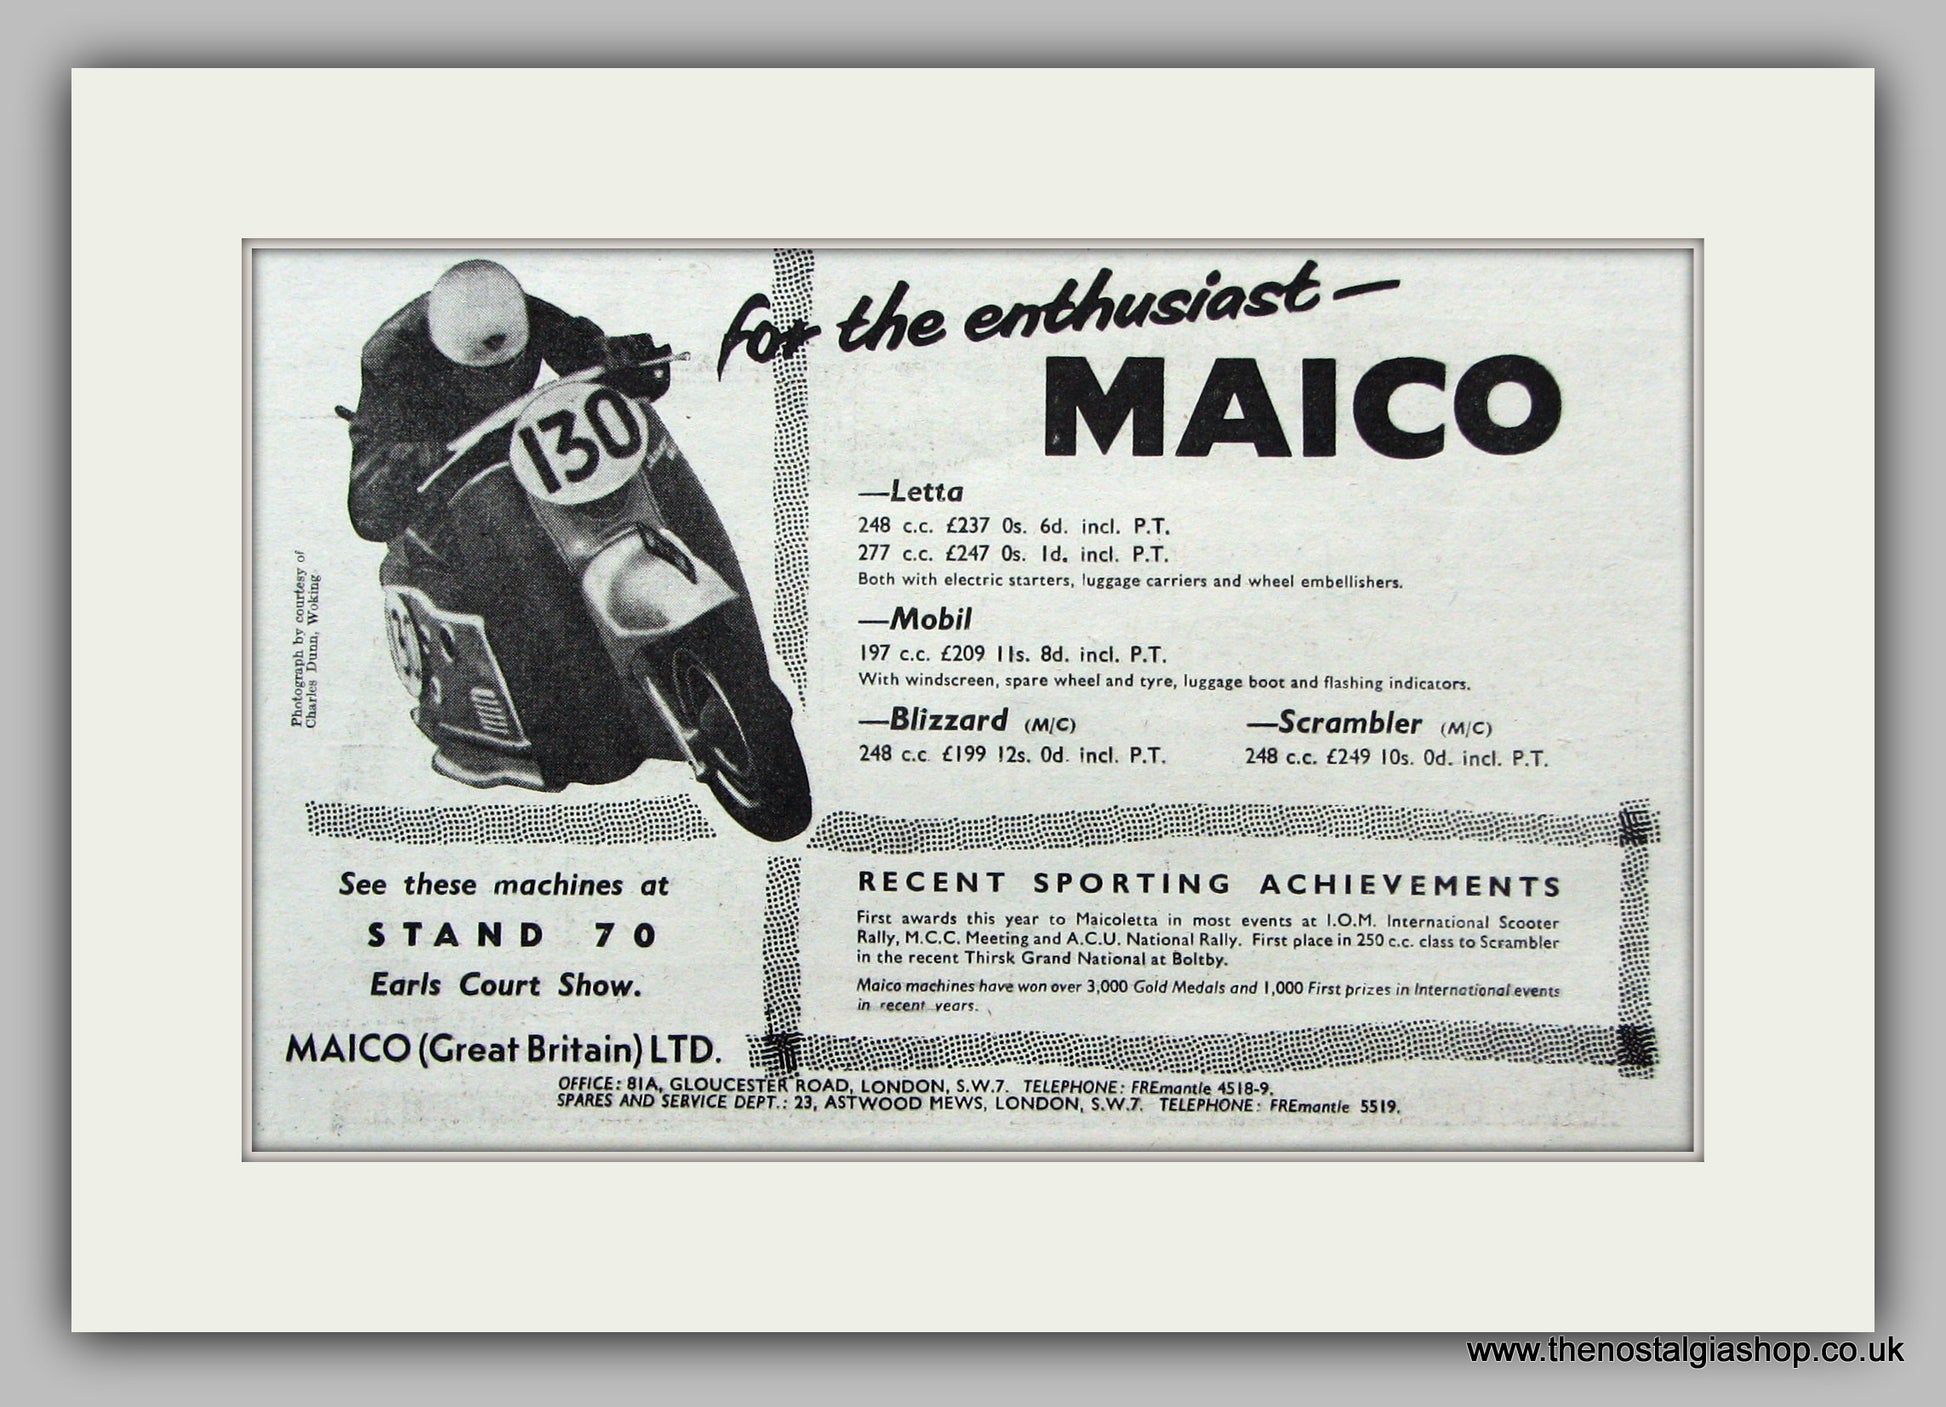 for the enthusiast—
MAICO
130
—Letta
248 c.c. £237 0s. 6d. incl. P.T.
277 c.c. £247 0s. 1d. incl. P.T.
Both with electric starters, luggage carriers and wheel embellishers.
—Mobil
197 c.c. £209 11s. 8d. incl. P.T.
With windscreen, spare wheel and tyre, luggage boot and flashing indicators.
—Blizzard (M/C)
248 c.c. £199 12s. 0d. incl. P.T.
—Scrambler (M/C)
248 c.c. £249 10s. 0d. incl. P.T.
Photograph by courtesy of
Charles Dunn, Woking.
See these machines at
STAND 70
Earls Court Show.
RECENT SPORTING ACHIEVEMENTS
First awards this year to Maicoletta in most events at I.O.M. International Scooter
Rally, M.C.C. Meeting and A.C.U. National Rally. First place in 250 c.c. class to Scrambler
in the recent Thirsk Grand National at Boltby.
Maico machines have won over 3,000 Gold Medals and 1,000 First prizes in International events
in recent years.
MAICO (Great Britain) LTD.
OFFICE: 81A, GLOUCESTER ROAD, LONDON, S.W.7. TELEPHONE: FREmantle 4518-9.
SPARES AND SERVICE DEPT.: 23, ASTWOOD MEWS, LONDON, S.W.7. TELEPHONE: FREmantle 5519.
www.thenostalgiashop.co.uk